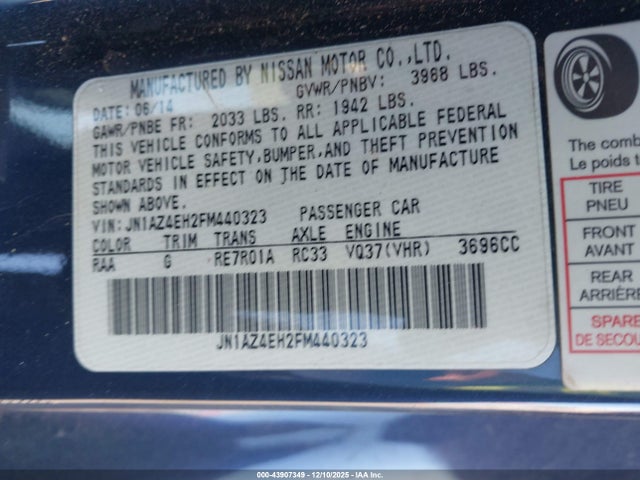 MANUFACTURED BY NISSAN MOTOR CO.,LTD.
DATE: 06/14 GVWR/PNBV: 3968 LBS.
GAWR/PNBE FR: 2033 LBS. RR: 1942 LBS.
THIS VEHICLE CONFORMS TO ALL APPLICABLE FEDERAL
MOTOR VEHICLE SAFETY,BUMPER,AND THEFT PREVENTION
STANDARDS IN EFFECT ON THE DATE OF MANUFACTURE
SHOWN ABOVE.
VIN: JN1AZ4EH2FM440323 PASSENGER CAR
COLOR TRIM TRANS AXLE ENGINE
RAA G RE7R01A RC33 VQ37(VHR) 3696CC
JN1AZ4EH2FM440323
The comb
Le poids t
TIRE
PNEU
FRONT
AVANT
REAR
ARRIÈRE
SPARE
DE SECOU
000-43907349 - 12/10/2025 - IAA, Inc.